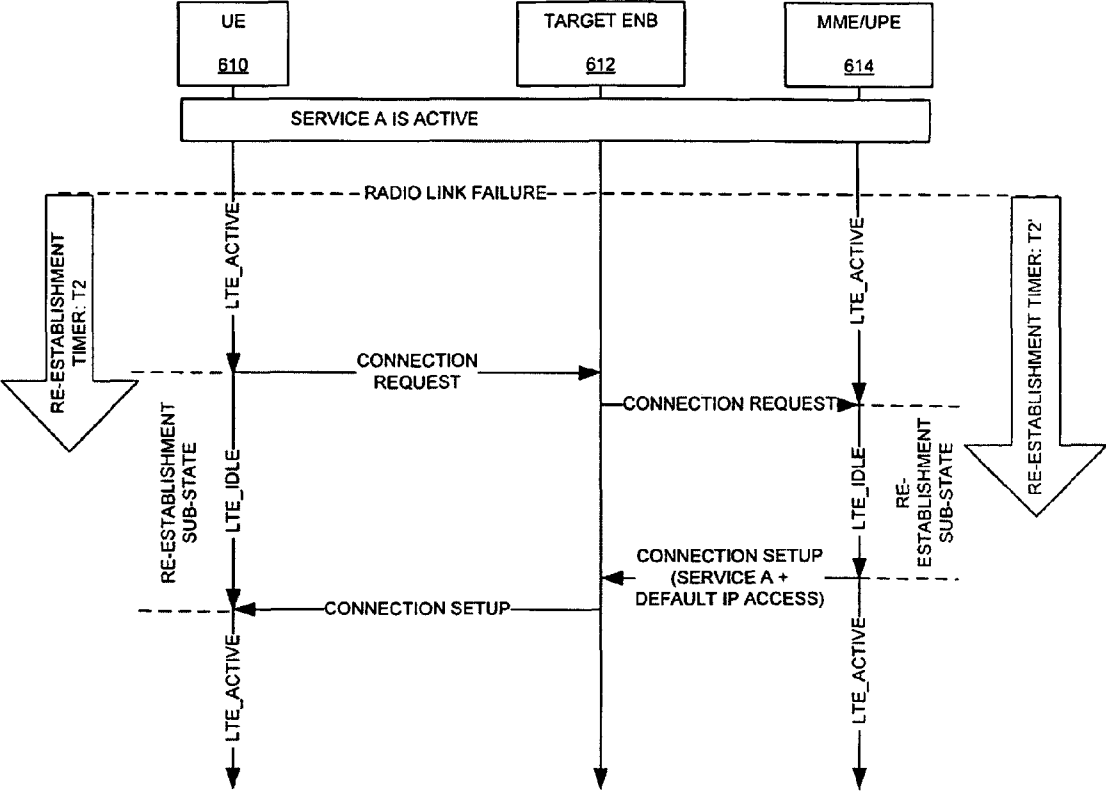 UE
610
TARGET ENB
612
MME/UPE
614
SERVICE A IS ACTIVE
RADIO LINK FAILURE
RE-ESTABLISHMENT
TIMER: T2
LTE_ACTIVE
LTE_ACTIVE
RE-ESTABLISHMENT TIMER: T2'
CONNECTION
REQUEST
CONNECTION REQUEST
RE-ESTABLISHMENT
SUB-STATE
LTE_IDLE
LTE_IDLE
RE-
ESTABLISHMENT
SUB-STATE
CONNECTION SETUP
(SERVICE A +
DEFAULT IP ACCESS)
CONNECTION SETUP
LTE_ACTIVE
LTE_ACTIVE